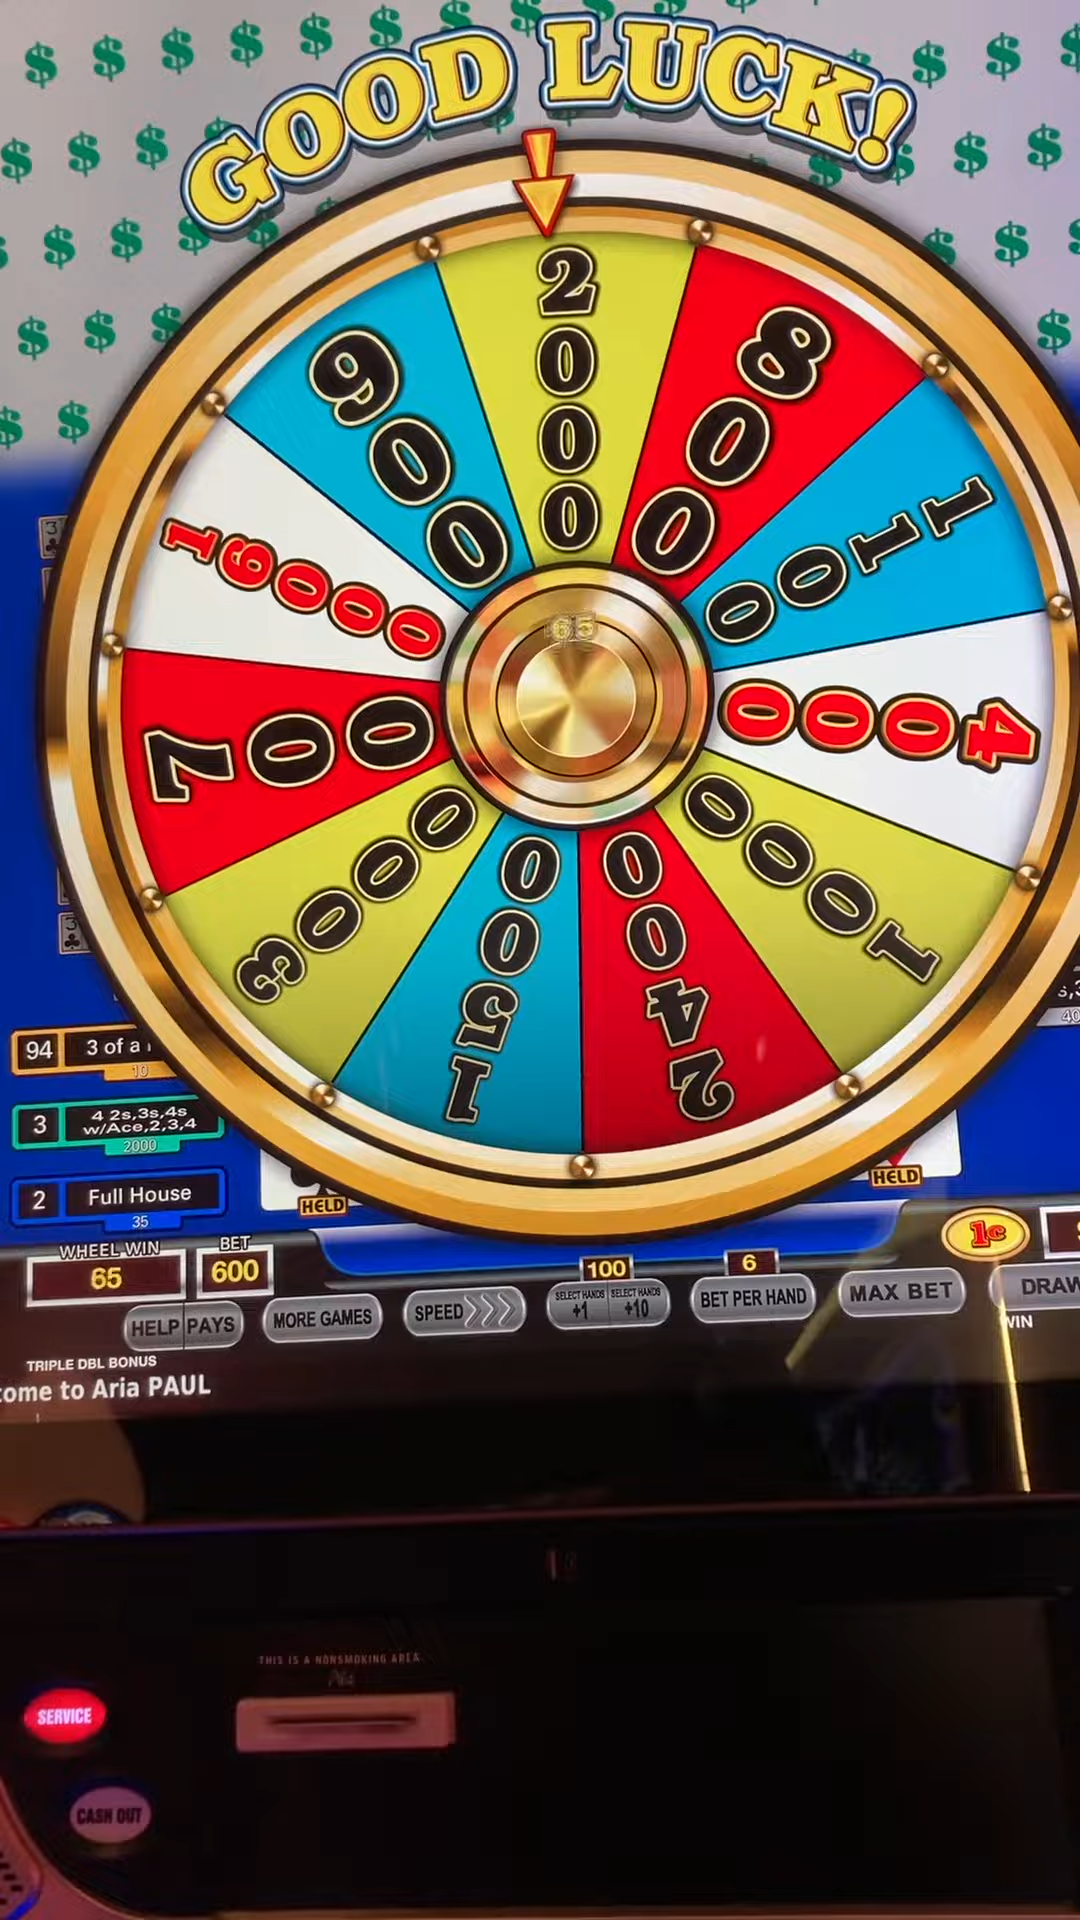 GOOD LUCK!
2000
800
1100
4000
1000
2400
1500
3000
700
19000
900
65
94
3 of a
10
3
4 2s,3s,4s
w/Ace,2,3,4
2000
2
Full House
35
40
HELD
HELD
WHEEL WIN
65
BET
600
100
6
1¢
HELP PAYS
MORE GAMES
SPEED
SELECT HANDS
+1
SELECT HANDS
+10
BET PER HAND
MAX BET
DRAW
WIN
TRIPLE DBL BONUS
come to Aria PAUL
THIS IS A NONSMOKING AREA
SERVICE
CASH OUT